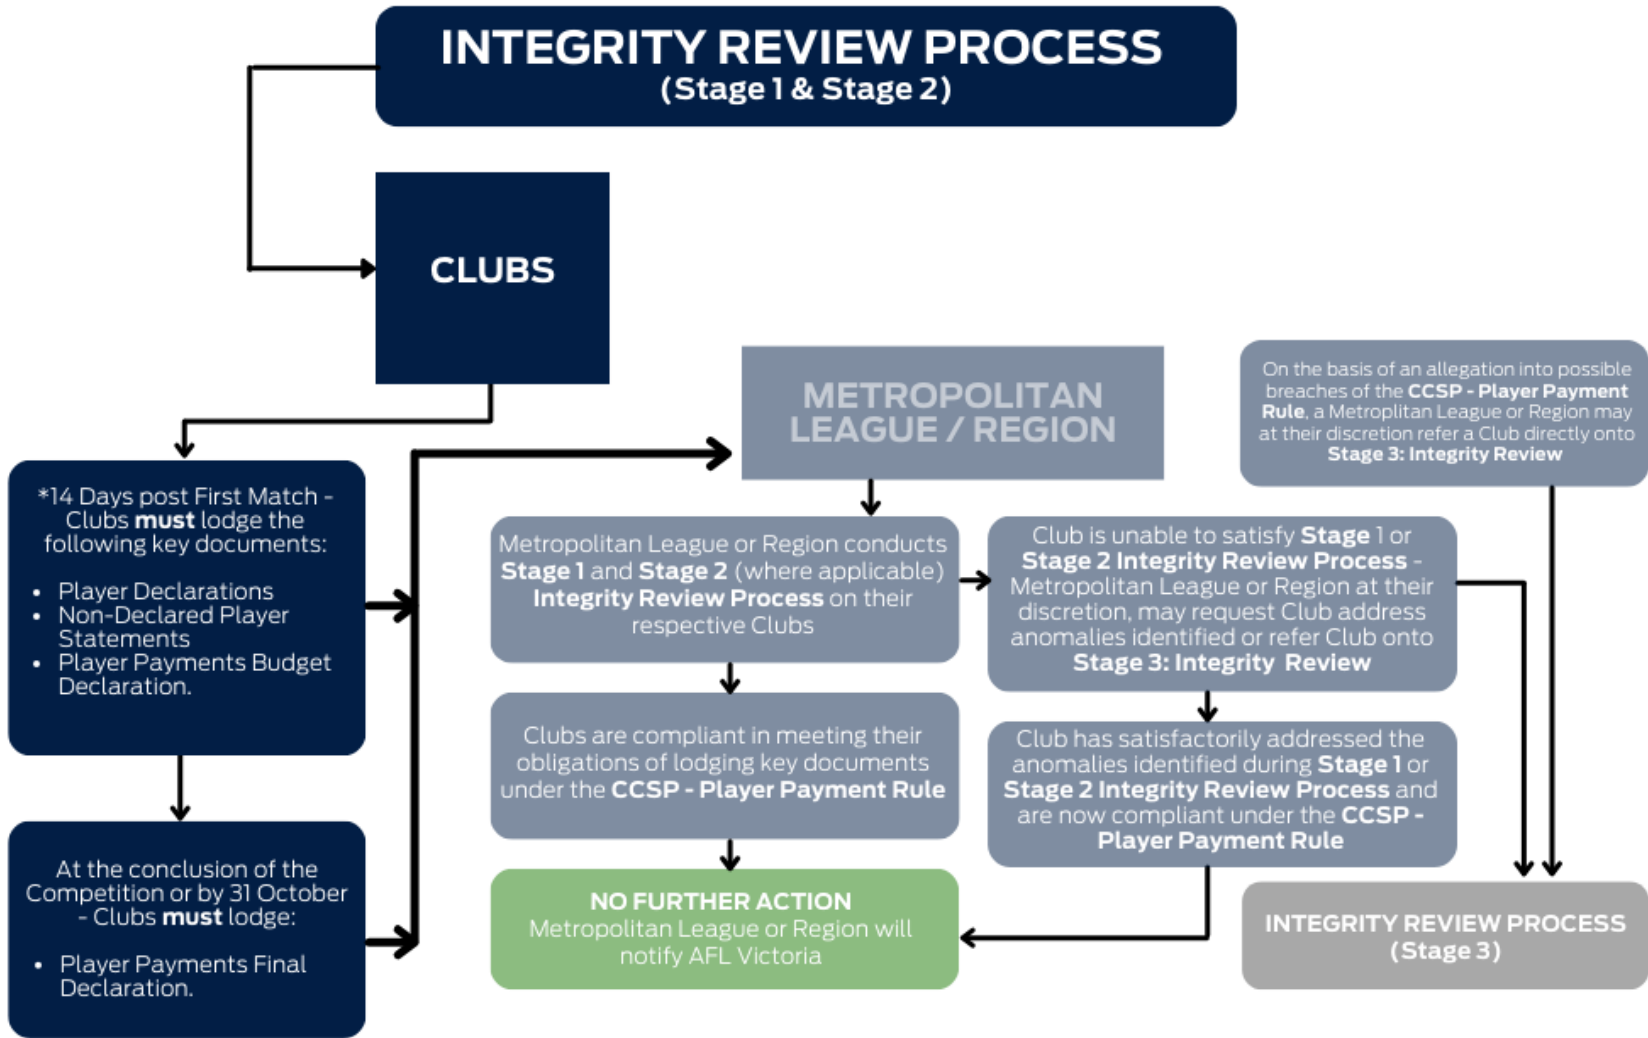 INTEGRITY REVIEW PROCESS
(Stage 1 & Stage 2)
CLUBS
*14 Days post First Match -
Clubs must lodge the
following key documents:
• Player Declarations
• Non-Declared Player
Statements
• Player Payments Budget
Declaration.
At the conclusion of the
Competition or by 31 October
- Clubs must lodge:
• Player Payments Final
Declaration.
METROPOLITAN
LEAGUE / REGION
Metropolitan League or Region conducts
Stage 1 and Stage 2 (where applicable)
Integrity Review Process on their
respective Clubs
Clubs are compliant in meeting their
obligations of lodging key documents
under the CCSP - Player Payment Rule
NO FURTHER ACTION
Metropolitan League or Region will
notify AFL Victoria
Club is unable to satisfy Stage 1 or
Stage 2 Integrity Review Process -
Metropolitan League or Region at their
discretion, may request Club address
anomalies identified or refer Club onto
Stage 3: Integrity Review
Club has satisfactorily addressed the
anomalies identified during Stage 1 or
Stage 2 Integrity Review Process and
are now compliant under the CCSP -
Player Payment Rule
On the basis of an allegation into possible
breaches of the CCSP - Player Payment
Rule, a Metroplitan League or Region may
at their discretion refer a Club directly onto
Stage 3: Integrity Review
INTEGRITY REVIEW PROCESS
(Stage 3)